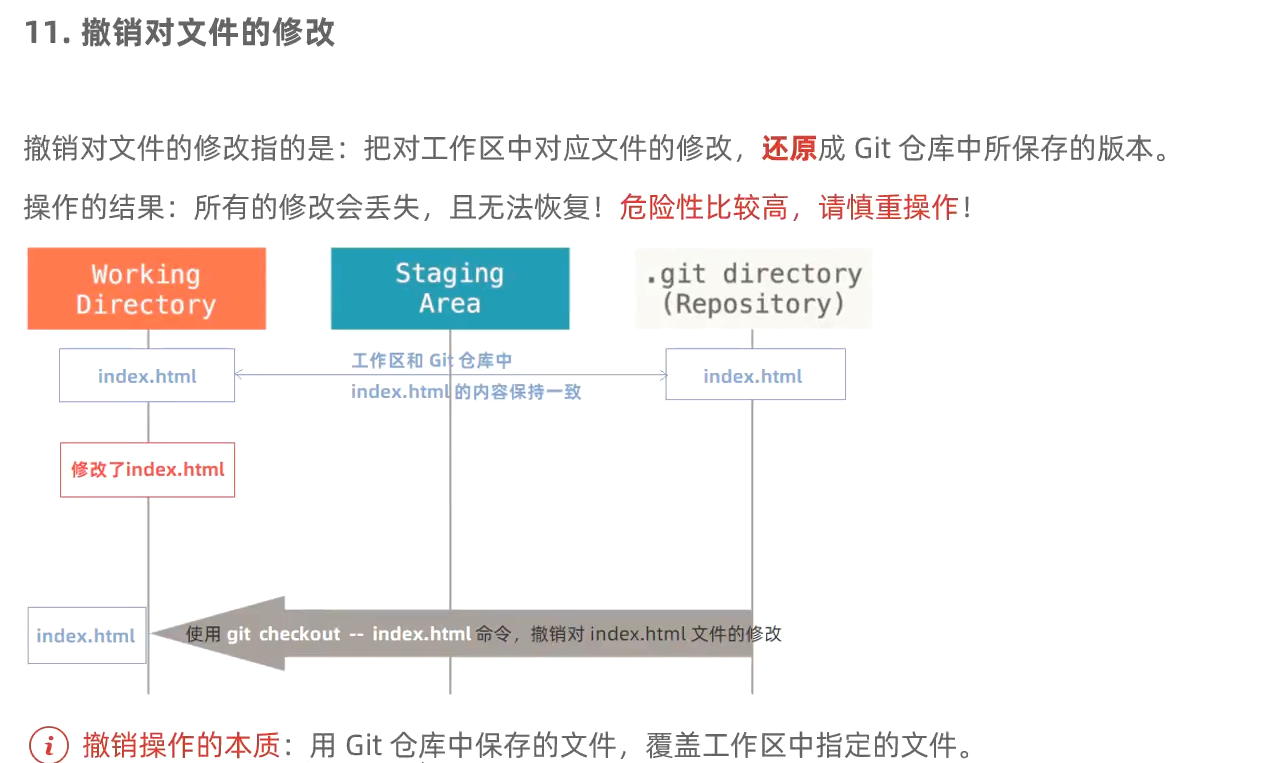 11. 撤销对文件的修改
撤销对文件的修改指的是：把对工作区中对应文件的修改，还原成 Git 仓库中所保存的版本。
操作的结果：所有的修改会丢失，且无法恢复！危险性比较高，请慎重操作！
Working
Directory
Staging
Area
.git directory
(Repository)
index.html
工作区和 Git 仓库中
index.html 的内容保持一致
index.html
修改了index.html
index.html
使用 git checkout -- index.html 命令，撤销对 index.html 文件的修改
i 撤销操作的本质：用 Git 仓库中保存的文件，覆盖工作区中指定的文件。